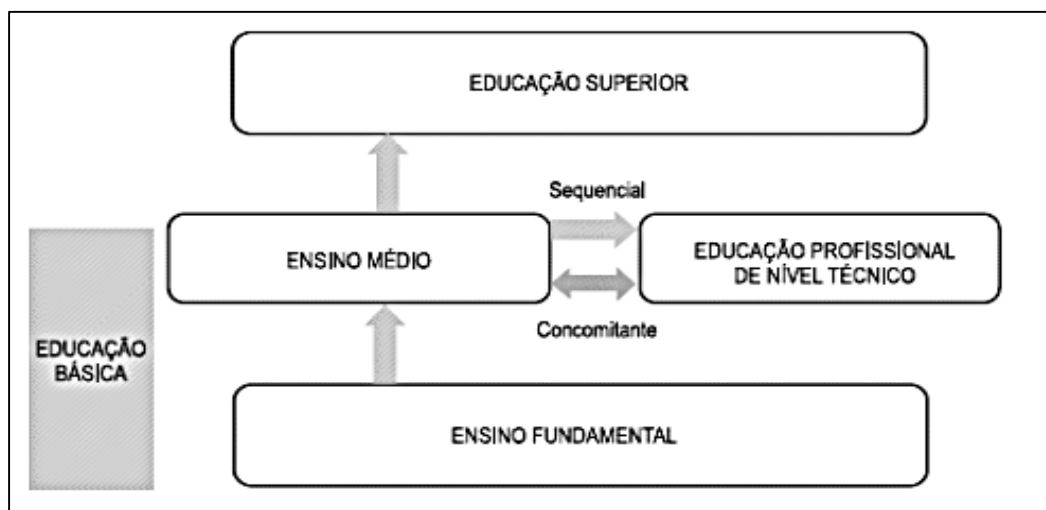 EDUCAÇÃO SUPERIOR
Sequencial
ENSINO MÉDIO
EDUCAÇÃO PROFISSIONAL
DE NÍVEL TÉCNICO
Concomitante
EDUCAÇÃO
BÁSICA
ENSINO FUNDAMENTAL